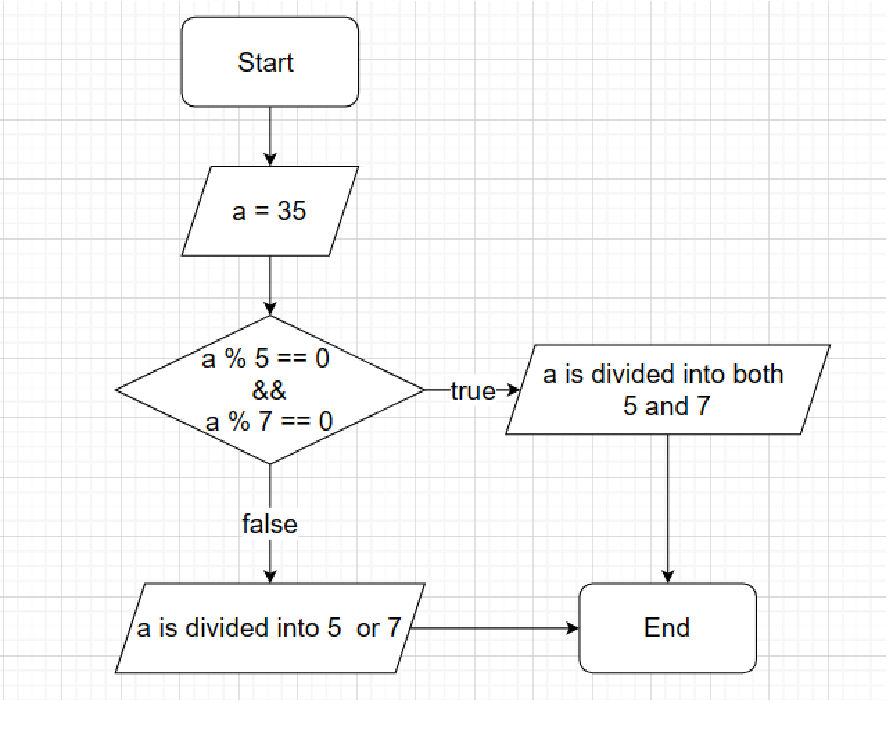 Start
a = 35
a % 5 == 0
&&
a % 7 == 0
true
a is divided into both
5 and 7
false
a is divided into 5  or 7
End